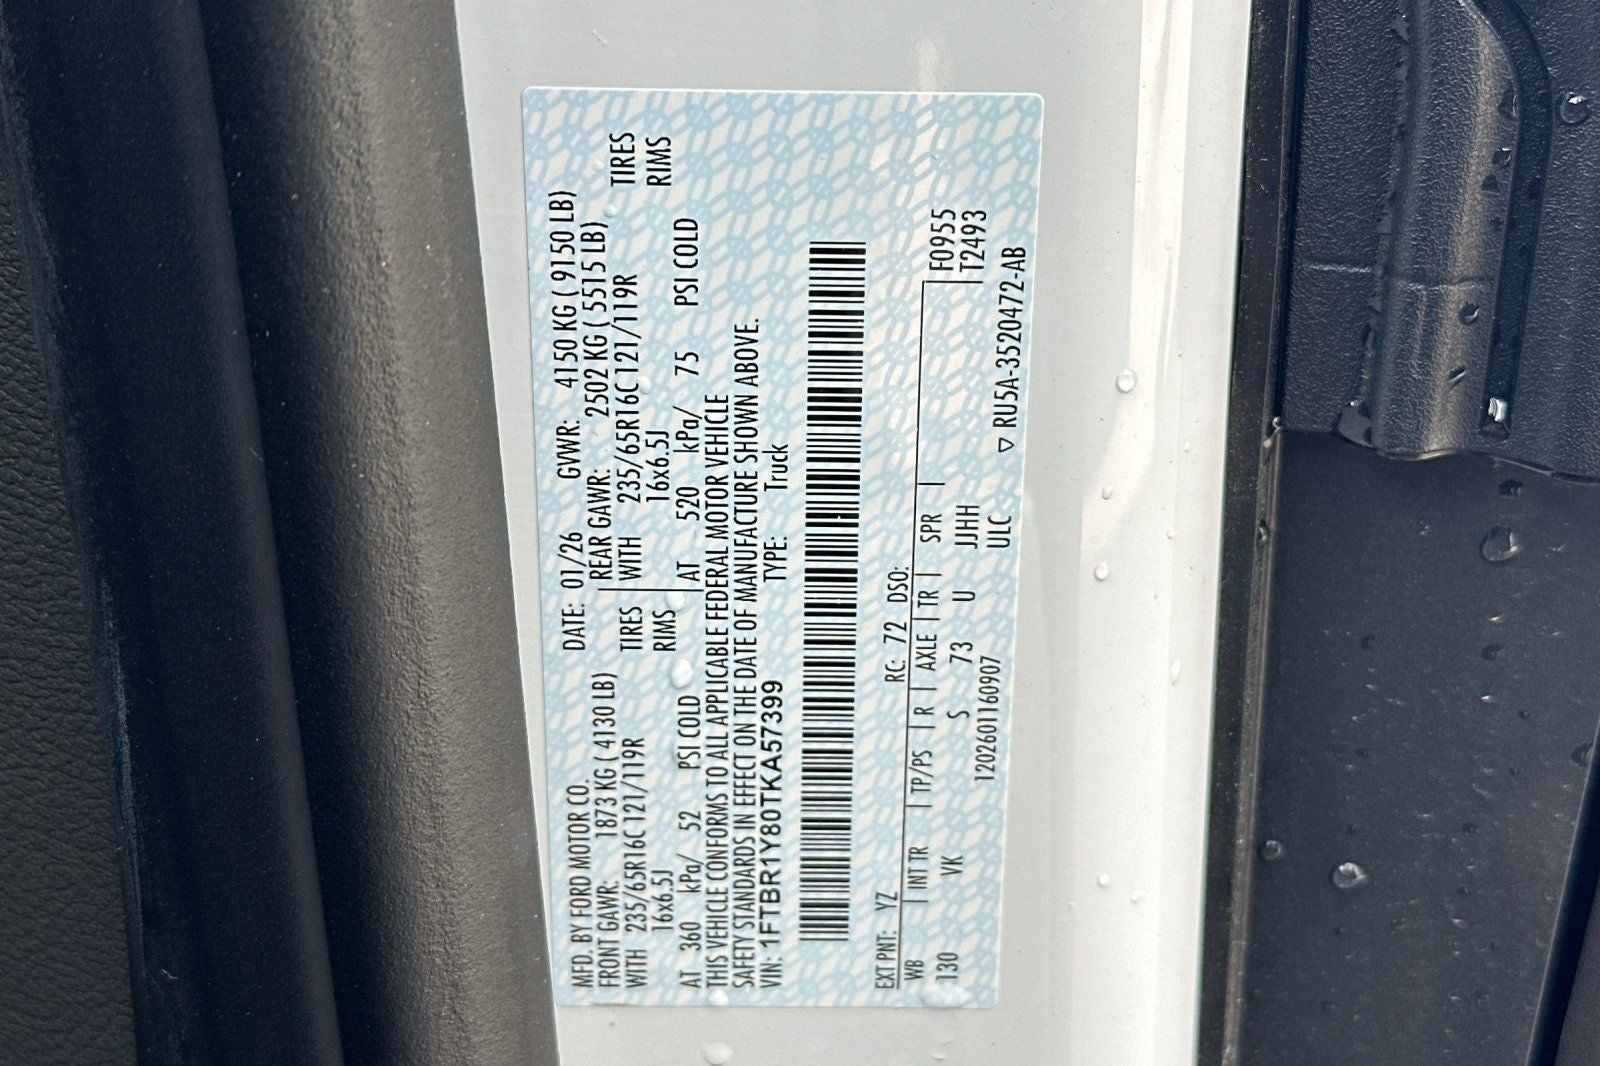 MFD. BY FORD MOTOR CO.
DATE: 01/26 GVWR: 4150 KG ( 9150 LB)
FRONT GAWR: 1873 KG ( 4130 LB)
REAR GAWR: 2502 KG ( 5515 LB)
WITH 235/65R16C 121/119R TIRES
WITH 235/65R16C 121/119R TIRES
16x6.5J RIMS
16x6.5J RIMS
AT 360 kPa/ 52 PSI COLD
AT 520 kPa/ 75 PSI COLD
THIS VEHICLE CONFORMS TO ALL APPLICABLE FEDERAL MOTOR VEHICLE
SAFETY STANDARDS IN EFFECT ON THE DATE OF MANUFACTURE SHOWN ABOVE.
VIN: 1FTBR1Y80TKA57399 TYPE: Truck
EXT PNT: YZ RC: 72 DSO:
WB INT TR TP/PS R AXLE TR SPR F0955
130 VK S 73 U JJHH T2493
120260116090​7 ULC
▽ RU5A-3520472-AB